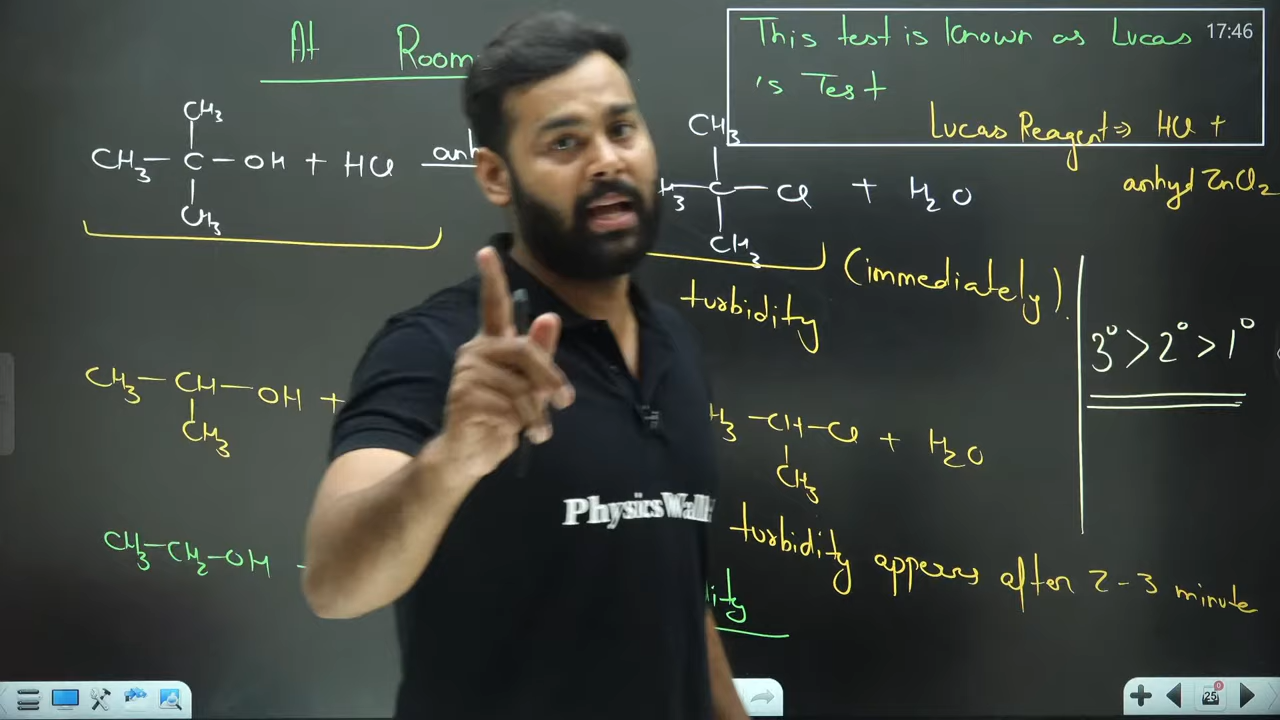 At Room
This test is known as Lucas
's Test
17:46
Lucas Reagent ⇒ HCl +
anhyd ZnCl2
CH3
CH3 – C – OH + HCl
CH3
CH3
– C – Cl + H2O
CH3
(immediately).
turbidity
3° > 2° > 1°
CH3 – CH – OH +
CH3
– CH – Cl + H2O
CH3
turbidity appears after 2 – 3 minute
CH3 – CH2 – OH
PhysicsWall
25